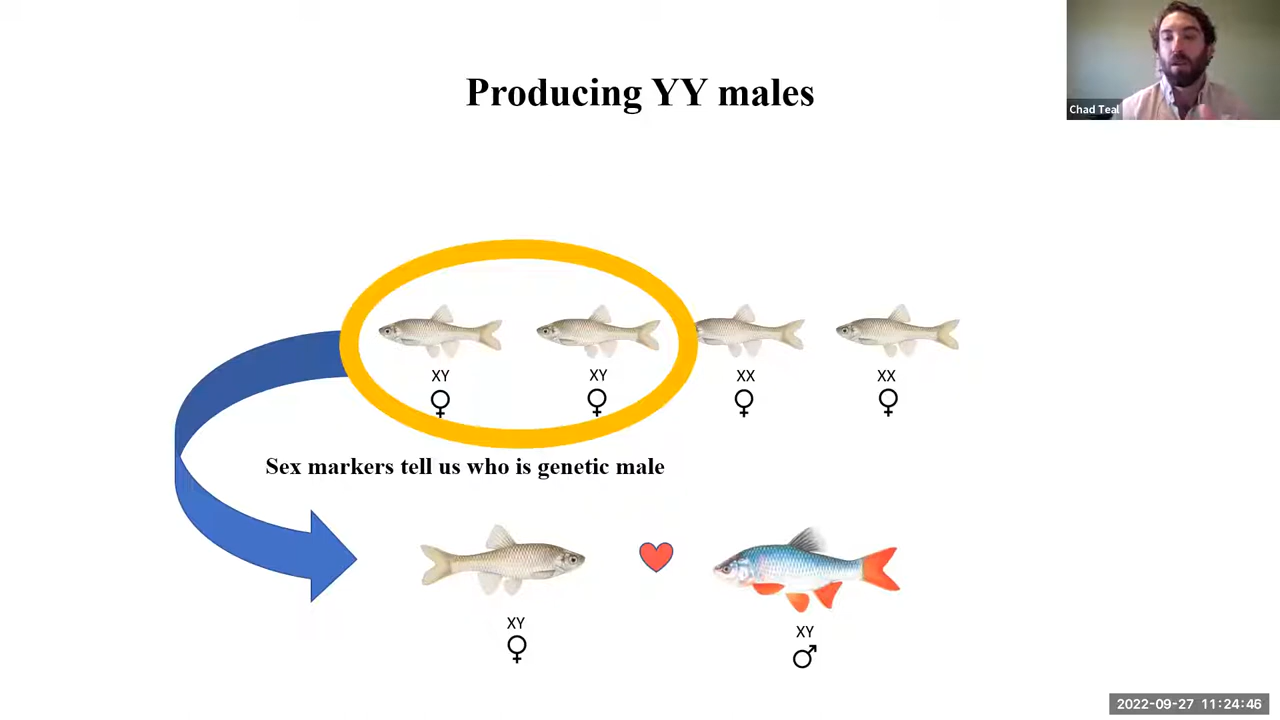 Producing YY males
Chad Teal
XY
XY
XX
XX
♀
♀
♀
♀
Sex markers tell us who is genetic male
XY
XY
♀
♂
2022-09-27 11:24:46